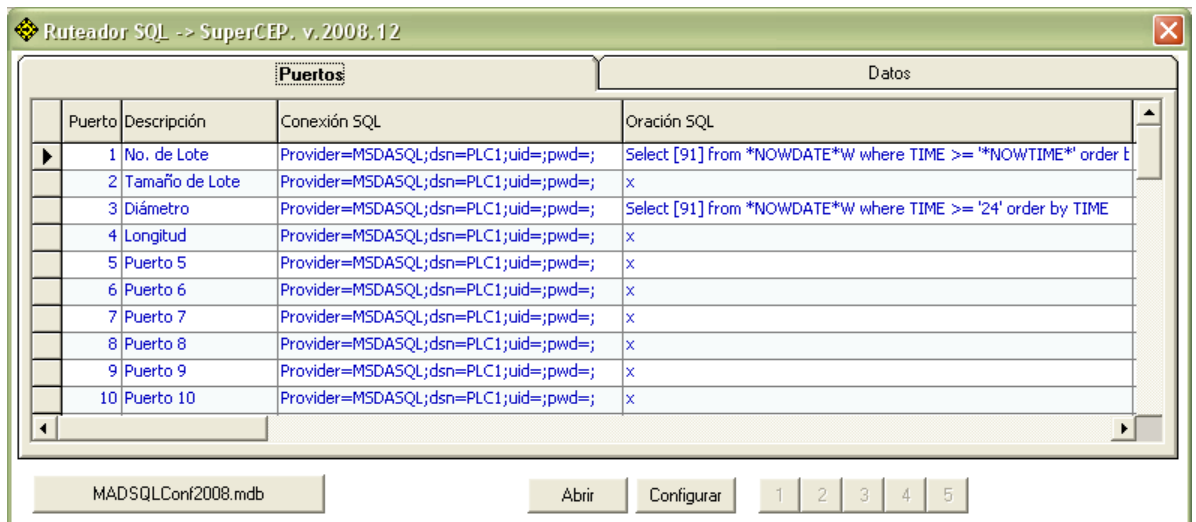 Ruteador SQL -> SuperCEP. v.2008.12
Puertos Datos
Puerto Descripción Conexión SQL Oración SQL
1 No. de Lote Provider=MSDASQL;dsn=PLC1;uid=;pwd=; Select [91] from *NOWDATE*W where TIME >= '*NOWTIME*' order
2 Tamaño de Lote Provider=MSDASQL;dsn=PLC1;uid=;pwd=; x
3 Diámetro Provider=MSDASQL;dsn=PLC1;uid=;pwd=; Select [91] from *NOWDATE*W where TIME >= '24' order by TIME
4 Longitud Provider=MSDASQL;dsn=PLC1;uid=;pwd=; x
5 Puerto 5 Provider=MSDASQL;dsn=PLC1;uid=;pwd=; x
6 Puerto 6 Provider=MSDASQL;dsn=PLC1;uid=;pwd=; x
7 Puerto 7 Provider=MSDASQL;dsn=PLC1;uid=;pwd=; x
8 Puerto 8 Provider=MSDASQL;dsn=PLC1;uid=;pwd=; x
9 Puerto 9 Provider=MSDASQL;dsn=PLC1;uid=;pwd=; x
10 Puerto 10 Provider=MSDASQL;dsn=PLC1;uid=;pwd=; x
MADSQLConf2008.mdb Abrir Configurar 1 2 3 4 5